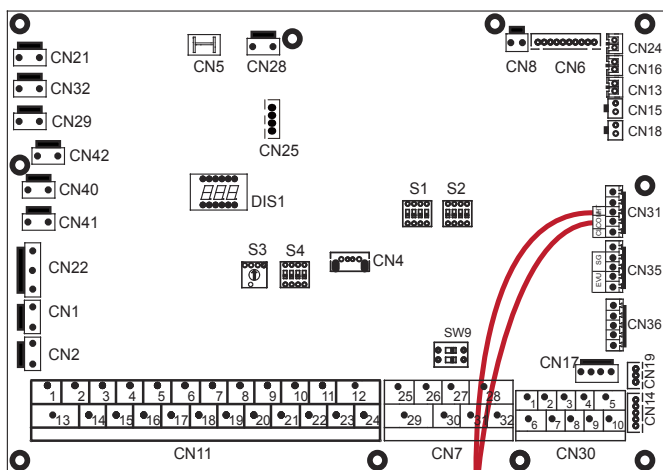 CN21
CN5
CN28
CN8
CN6
CN24
CN32
CN16
CN13
CN29
CN15
CN18
CN42
CN25
CN40
DIS1
S1
S2
CN41
CN31
CN22
S3
S4
CN4
SG
EVU
CN35
CN1
CN36
CN2
SW9
CN17
CN19
1 2 3 4 5 6 7 8 9 10 11 12
25 26 27 28
1 2 3 4 5
CN14
13 14 15 16 17 18 19 20 21 22 23 24
29 30 31 32
6 7 8 9 10
CN11
CN7
CN30